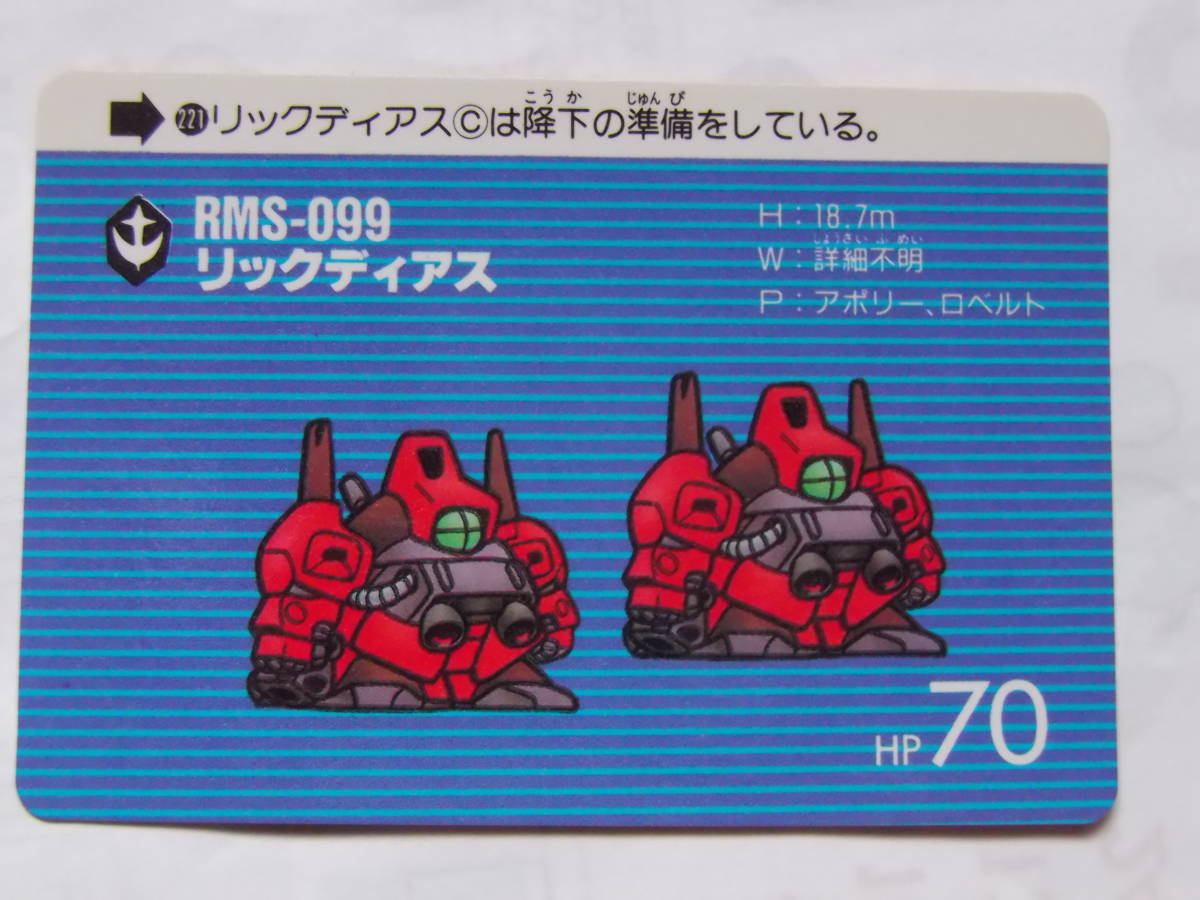 ➡㉑リックディアスⒸは降下の準備をしている。
こうか じゅんび
RMS-099
リックディアス
H：18.7m
W：詳細不明
しょうさいふめい
P：アポリー、ロベルト
HP70